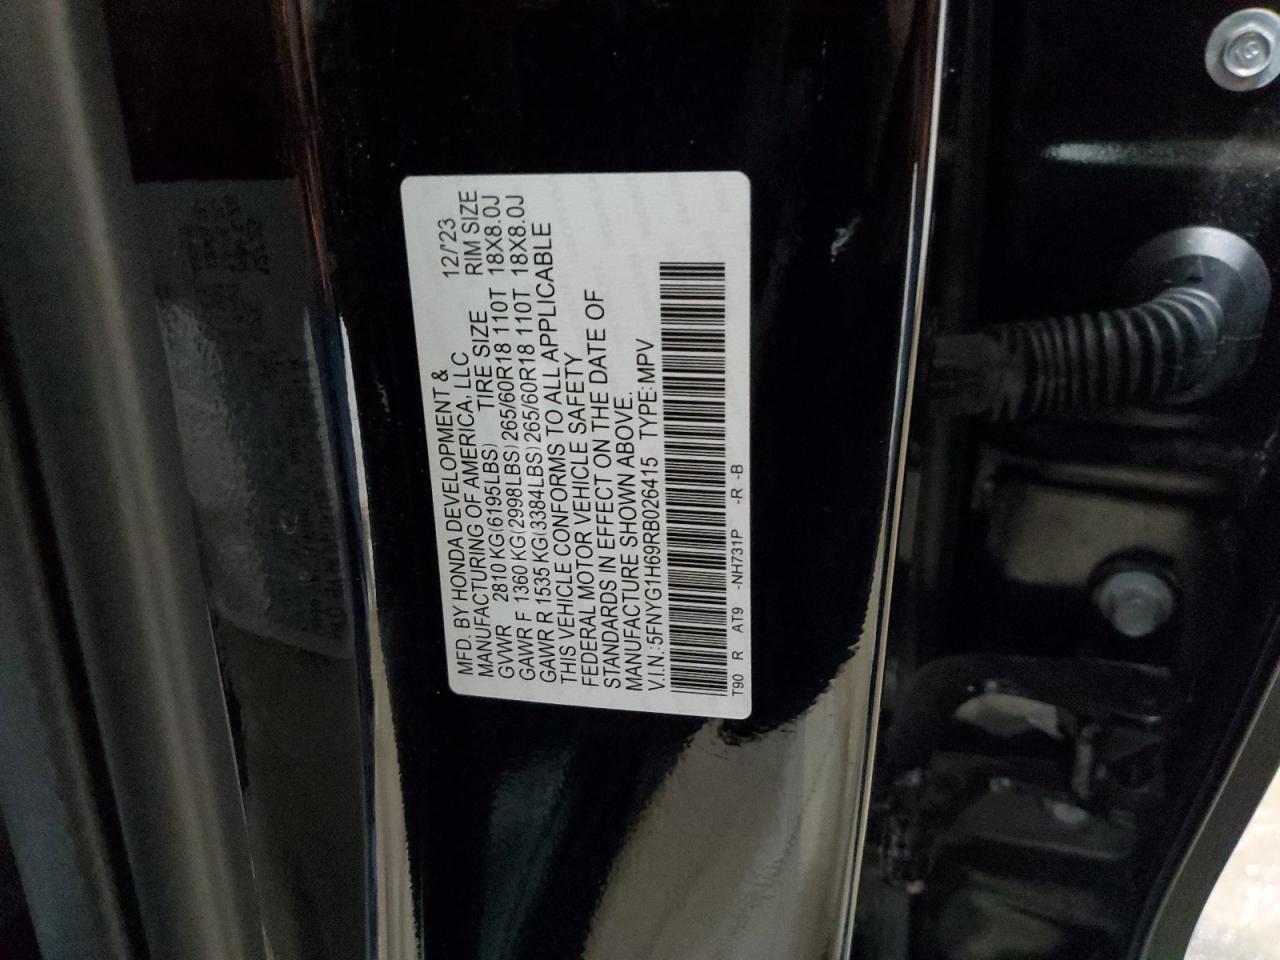 MFD. BY HONDA DEVELOPMENT &
MANUFACTURING OF AMERICA, LLC 12/'23
GVWR 2810 KG(6195LBS) TIRE SIZE RIM SIZE
GAWR F 1360 KG(2998LBS) 265/60R18 110T 18X8.0J
GAWR R 1535 KG(3384LBS) 265/60R18 110T 18X8.0J
THIS VEHICLE CONFORMS TO ALL APPLICABLE
FEDERAL MOTOR VEHICLE SAFETY
STANDARDS IN EFFECT ON THE DATE OF
MANUFACTURE SHOWN ABOVE.
V.I.N.:5FNYG1H69RB026415 TYPE:MPV
T90 R AT9 -NH731P -R -B